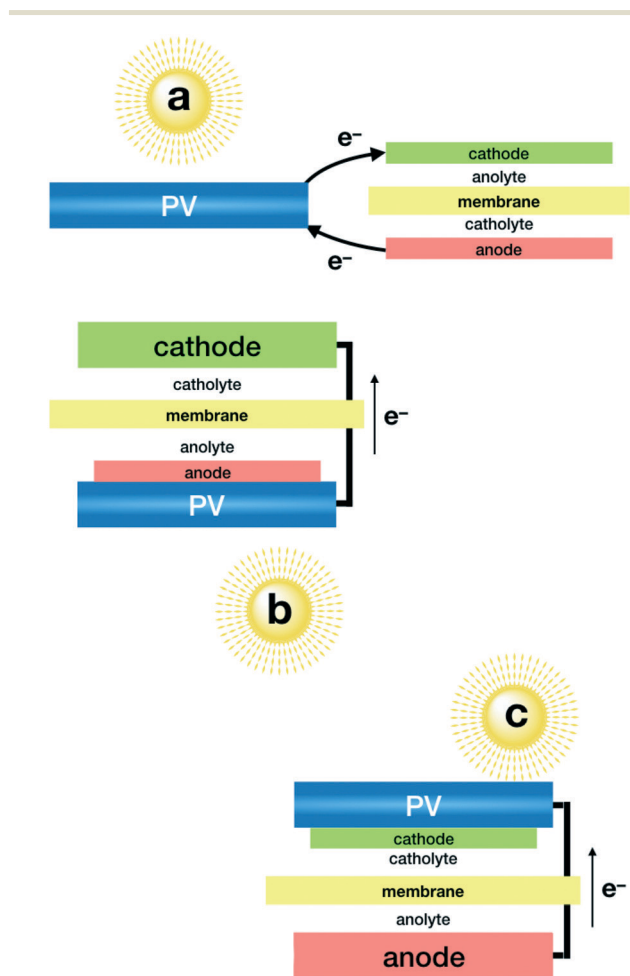 a
e⁻
cathode
anolyte
PV
membrane
catholyte
e⁻
anode
cathode
catholyte
membrane
e⁻
anolyte
anode
PV
b
c
PV
cathode
catholyte
membrane
e⁻
anolyte
anode